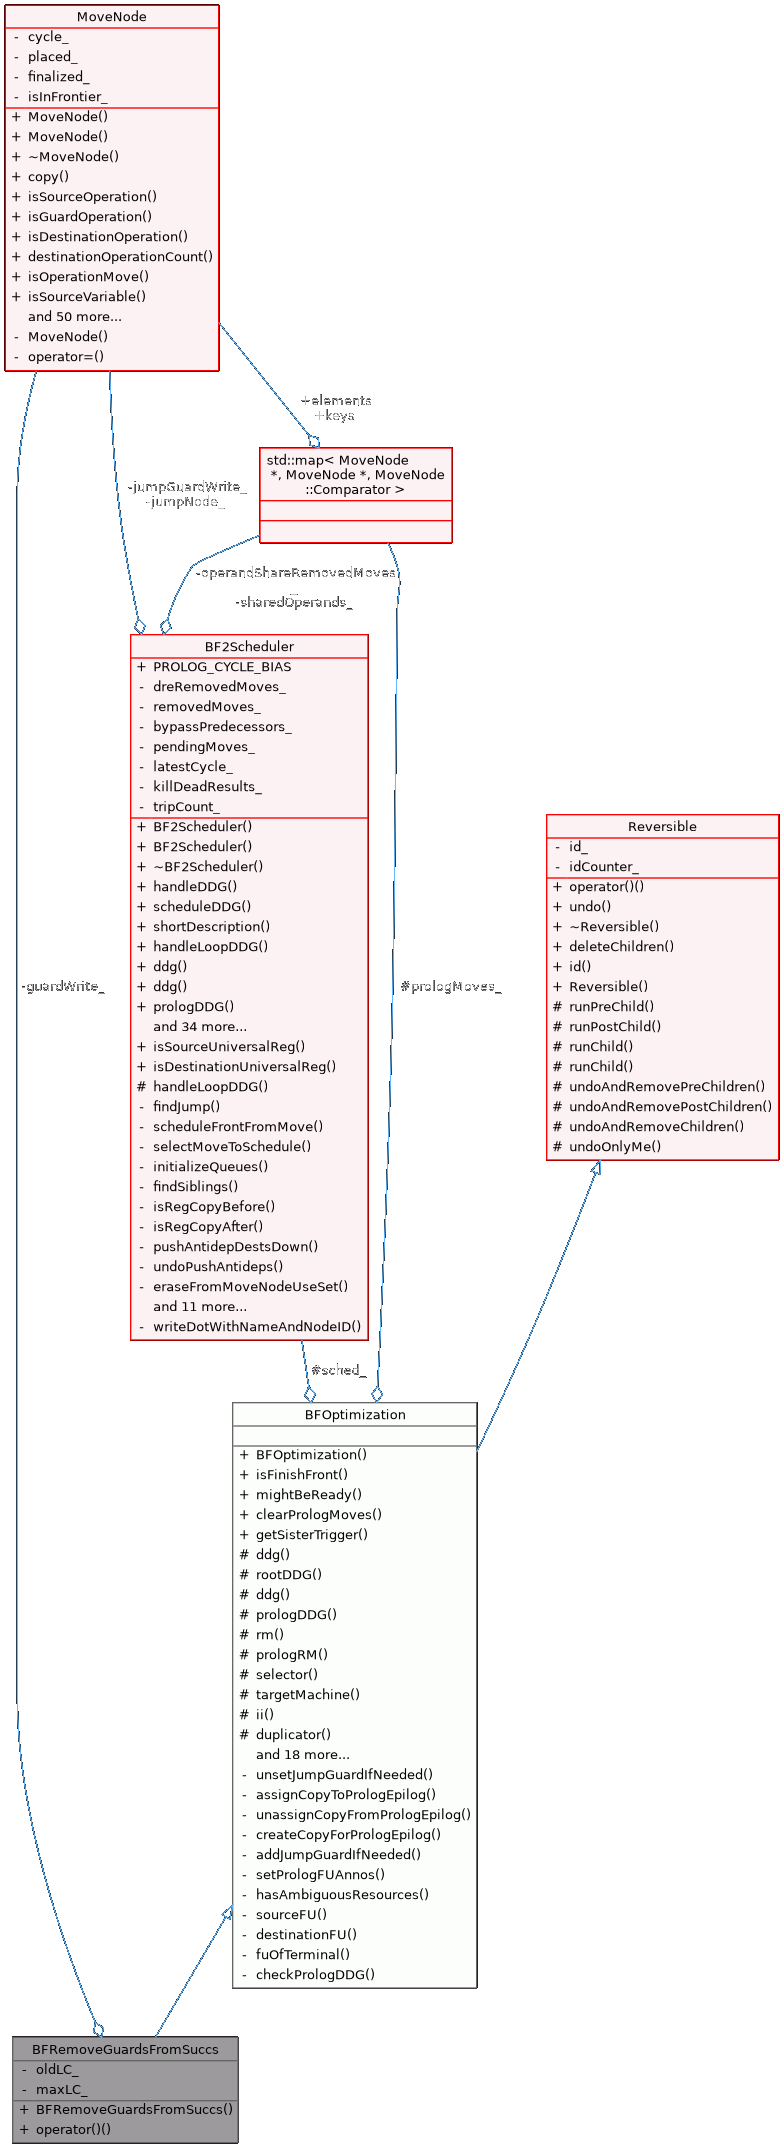 MoveNode
- cycle_
- placed_
- finalized_
- isInFrontier_
+ MoveNode()
+ MoveNode()
+ ~MoveNode()
+ copy()
+ isSourceOperation()
+ isGuardOperation()
+ isDestinationOperation()
+ destinationOperationCount()
+ isOperationMove()
+ isSourceVariable()
and 50 more...
- MoveNode()
- operator=()
+elements
+keys
std::map< MoveNode
*, MoveNode *, MoveNode
::Comparator >
-jumpGuardWrite_
-jumpNode_
-operandShareRemovedMoves
_
-sharedOperands_
BF2Scheduler
+ PROLOG_CYCLE_BIAS
- dreRemovedMoves_
- removedMoves_
- bypassPredecessors_
- pendingMoves_
- latestCycle_
- killDeadResults_
- tripCount_
+ BF2Scheduler()
+ BF2Scheduler()
+ ~BF2Scheduler()
+ handleDDG()
+ scheduleDDG()
+ shortDescription()
+ handleLoopDDG()
+ ddg()
+ ddg()
+ prologDDG()
and 34 more...
+ isSourceUniversalReg()
+ isDestinationUniversalReg()
# handleLoopDDG()
- findJump()
- scheduleFrontFromMove()
- selectMoveToSchedule()
- initializeQueues()
- findSiblings()
- isRegCopyBefore()
- isRegCopyAfter()
- pushAntidepDestsDown()
- undoPushAntideps()
- eraseFromMoveNodeUseSet()
and 11 more...
- writeDotWithNameAndNodeID()
Reversible
- id_
- idCounter_
+ operator()()
+ undo()
+ ~Reversible()
+ deleteChildren()
+ id()
+ Reversible()
# runPreChild()
# runPostChild()
# runChild()
# runChild()
# undoAndRemovePreChildren()
# undoAndRemovePostChildren()
# undoAndRemoveChildren()
# undoOnlyMe()
-guardWrite_
#prologMoves_
#sched_
BFOptimization
+ BFOptimization()
+ isFinishFront()
+ mightBeReady()
+ clearPrologMoves()
+ getSisterTrigger()
# ddg()
# rootDDG()
# ddg()
# prologDDG()
# rm()
# prologRM()
# selector()
# targetMachine()
# ii()
# duplicator()
and 18 more...
- unsetJumpGuardIfNeeded()
- assignCopyToPrologEpilog()
- unassignCopyFromPrologEpilog()
- createCopyForPrologEpilog()
- addJumpGuardIfNeeded()
- setPrologFUAnnos()
- hasAmbiguousResources()
- sourceFU()
- destinationFU()
- fuOfTerminal()
- checkPrologDDG()
BFRemoveGuardsFromSuccs
- oldLC_
- maxLC_
+ BFRemoveGuardsFromSuccs()
+ operator()()